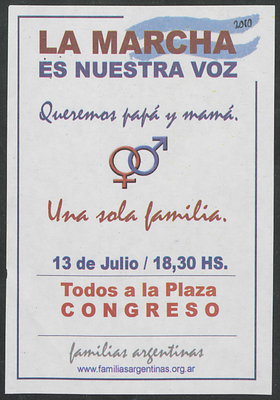 2010
LA MARCHA
ES NUESTRA VOZ
Queremos papá y mamá.
Una sola familia.
13 de Julio / 18,30 HS.
Todos a la Plaza
CONGRESO
familias argentinas
www.familiasargentinas.org.ar